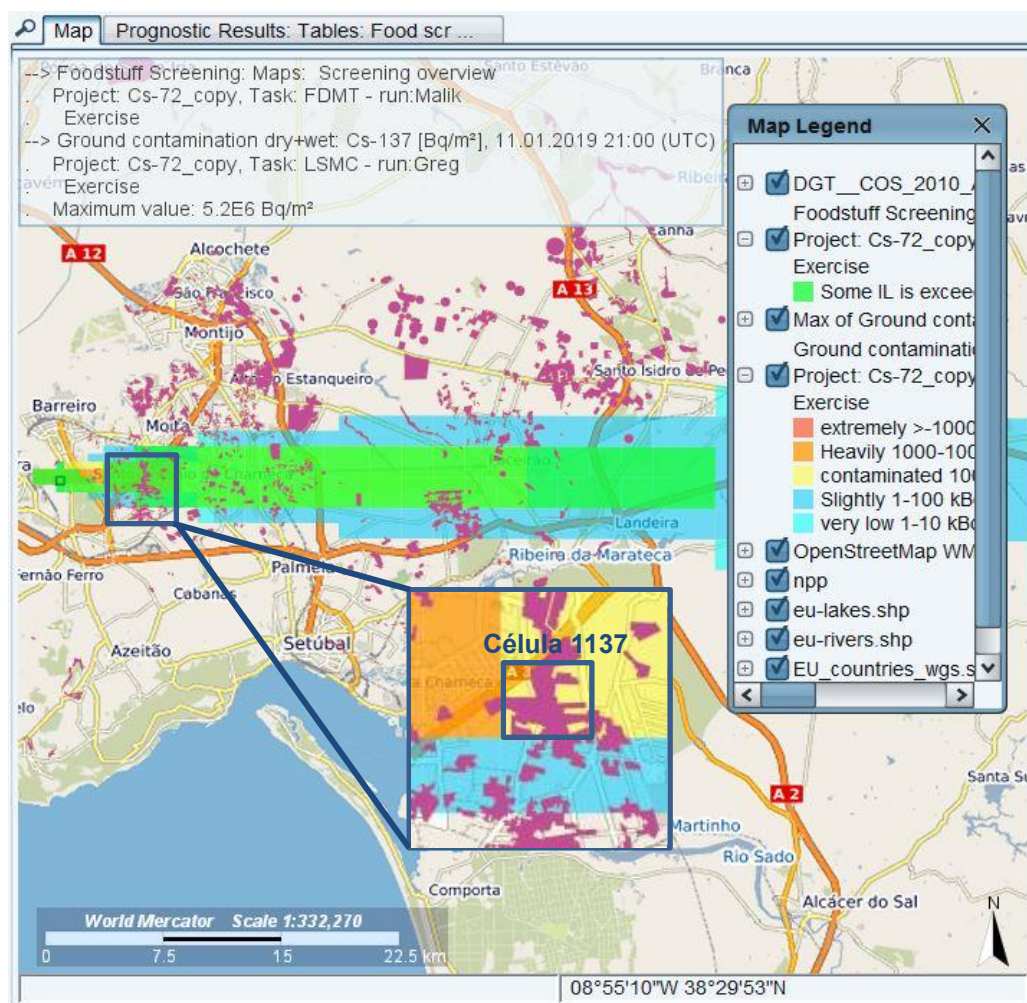 Map
Prognostic Results: Tables: Food scr ...
Santo Estêvão
Branca
--> Foodstuff Screening: Maps: Screening overview
. Project: Cs-72_copy, Task: FDMT - run:Malik
. Exercise
--> Ground contamination dry+wet: Cs-137 [Bq/m²], 11.01.2019 21:00 (UTC)
. Project: Cs-72_copy, Task: LSMC - run:Greg
. Exercise
. Maximum value: 5.2E6 Bq/m²
Map Legend
DGT__COS_2010_
Foodstuff Screening
Project: Cs-72_copy
Exercise
Some IL is excee
Max of Ground conta
Ground contaminati
Project: Cs-72_copy
Exercise
extremely >-1000
Heavily 1000-100
contaminated 10
Slightly 1-100 kB
very low 1-10 kBq
OpenStreetMap WM
npp
eu-lakes.shp
eu-rivers.shp
EU_countries_wgs.s
Canha
Alcochete
A 12
A 13
São Francisco
Montijo
Alto do Estanqueiro
Santo Isidro de Pe
Barreiro
Moita
Poceirão
Landeira
Ribeira da Marateca
Fernão Ferro
Palmela
Cabanas
Azeitão
Setúbal
Célula 1137
Charneca
A 2
Santa Su
Martinho
Rio Sado
Comporta
Alcácer do Sal
N
World Mercator Scale 1:332,270
0 7.5 15 22.5 km
08°55'10"W 38°29'53"N